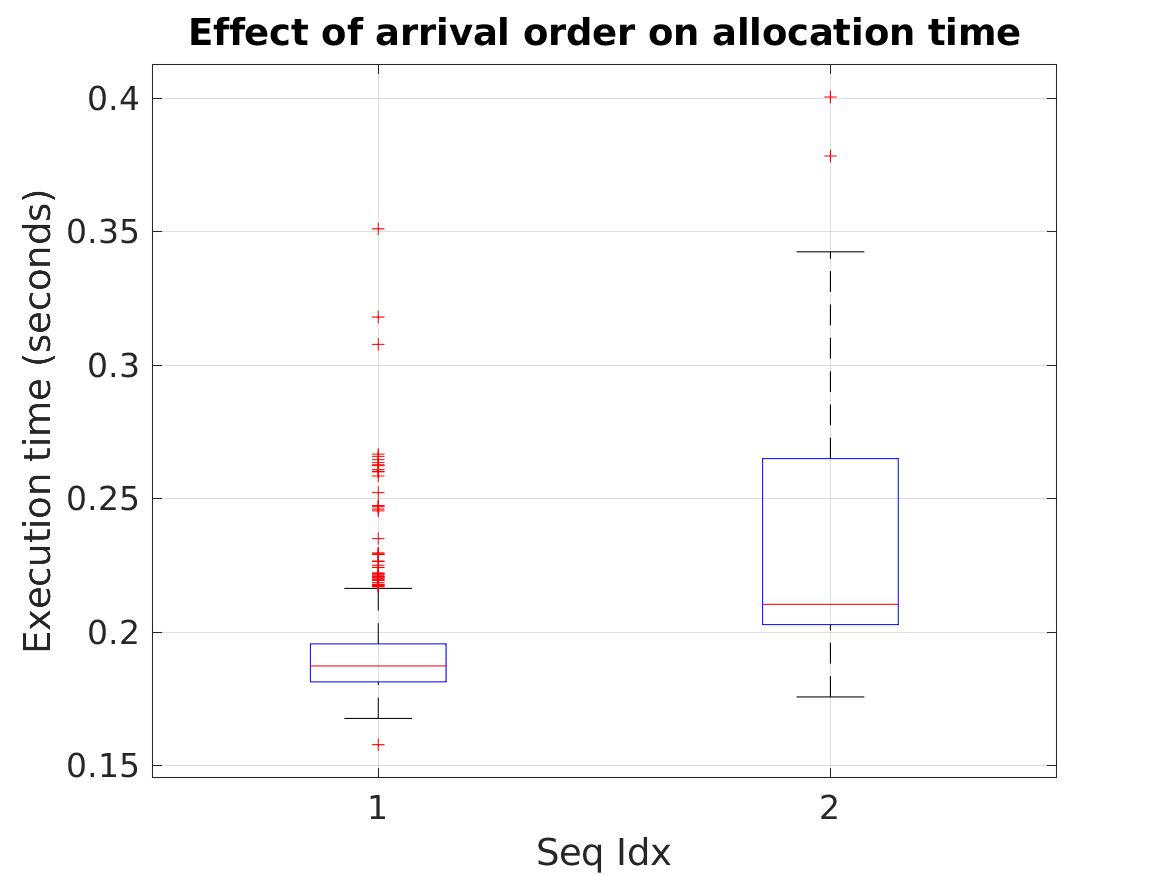 Effect of arrival order on allocation time
Execution time (seconds)
0.4
0.35
0.3
0.25
0.2
0.15
1
2
Seq Idx